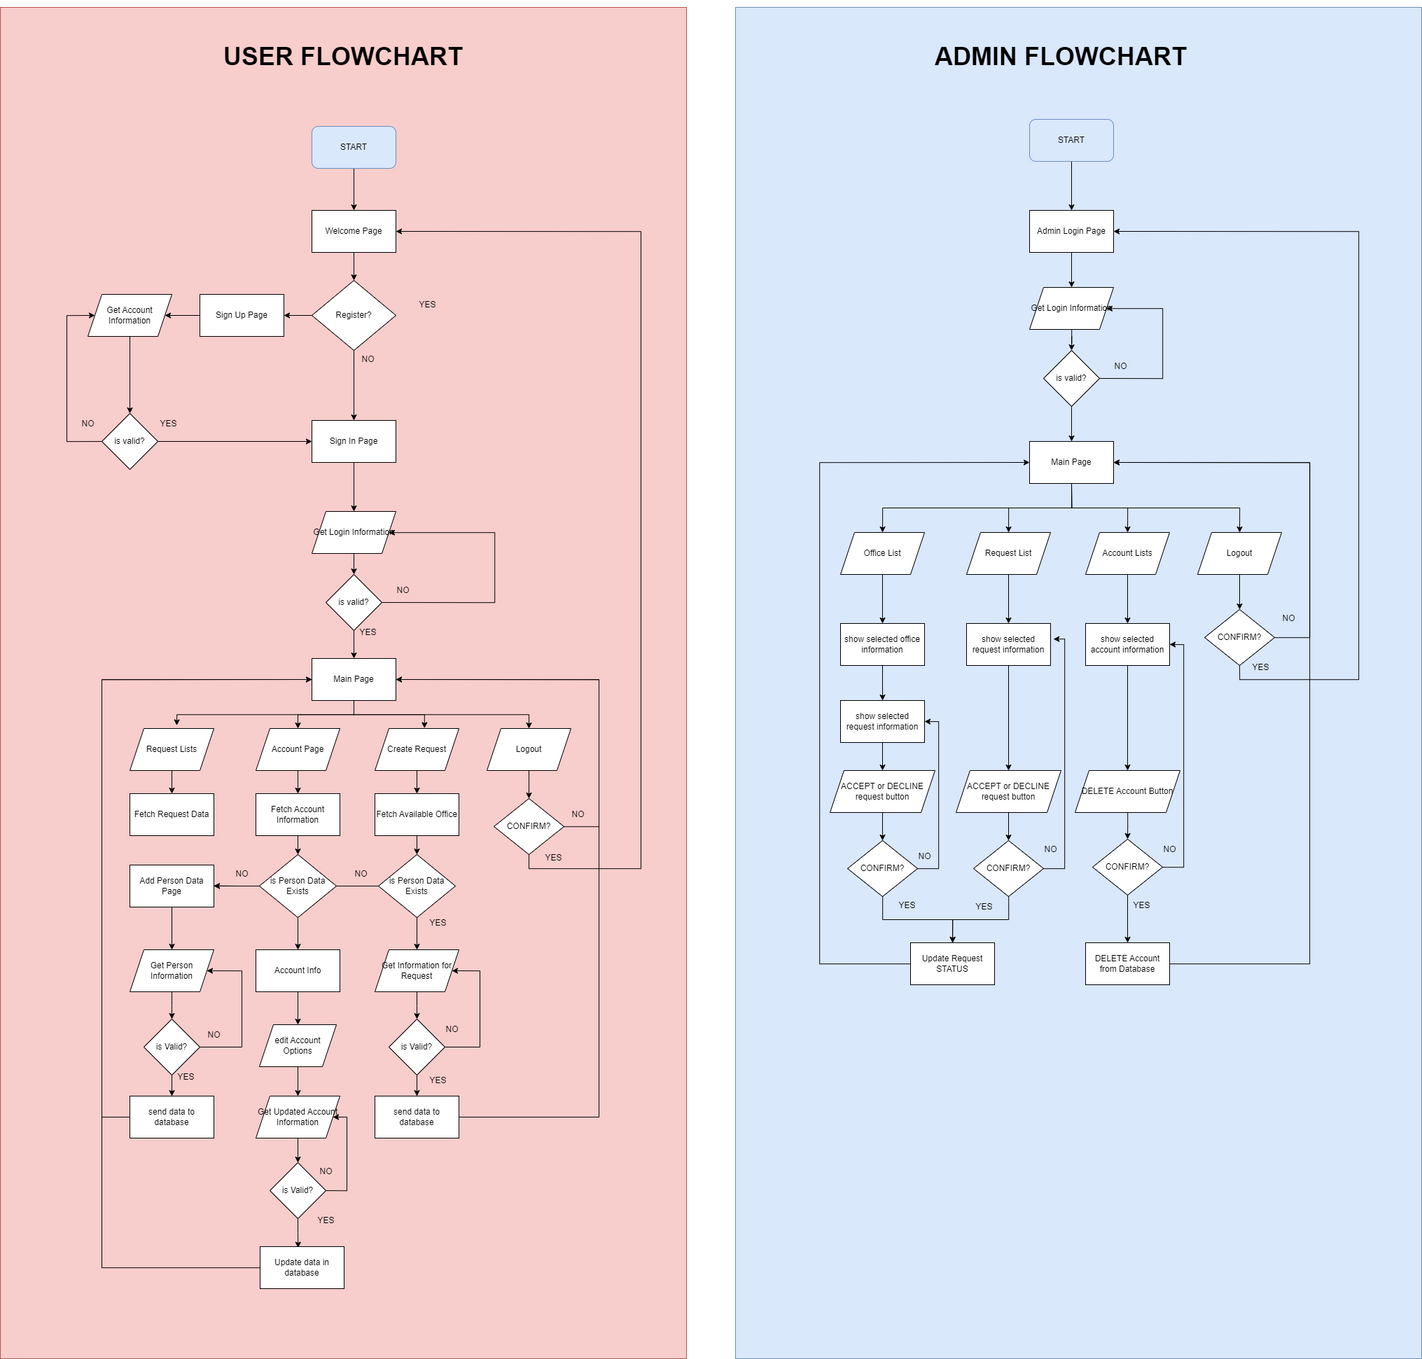 USER FLOWCHART
START
Welcome Page
YES
Register?
Sign Up Page
Get Account
Information
NO
NO
YES
is valid?
Sign In Page
Get Login Information
is valid?
NO
YES
Main Page
Request Lists
Account Page
Create Request
Logout
Fetch Request Data
Fetch Account
Information
Fetch Available Office
CONFIRM?
NO
YES
Add Person Data
Page
NO
is Person Data
Exists
NO
is Person Data
Exists
YES
Get Person
Information
Account Info
Get Information for
Request
is Valid?
NO
YES
edit Account
Options
is Valid?
NO
YES
send data to
database
Get Updated Account
Information
send data to
database
is Valid?
NO
YES
Update data in
database
ADMIN FLOWCHART
START
Admin Login Page
Get Login Information
is valid?
NO
Main Page
Office List
Request List
Account Lists
Logout
show selected office
information
show selected
request information
show selected
account information
CONFIRM?
NO
YES
show selected
request information
ACCEPT or DECLINE
request button
ACCEPT or DECLINE
request button
DELETE Account Button
CONFIRM?
NO
CONFIRM?
NO
CONFIRM?
NO
YES
YES
YES
Update Request
STATUS
DELETE Account
from Database